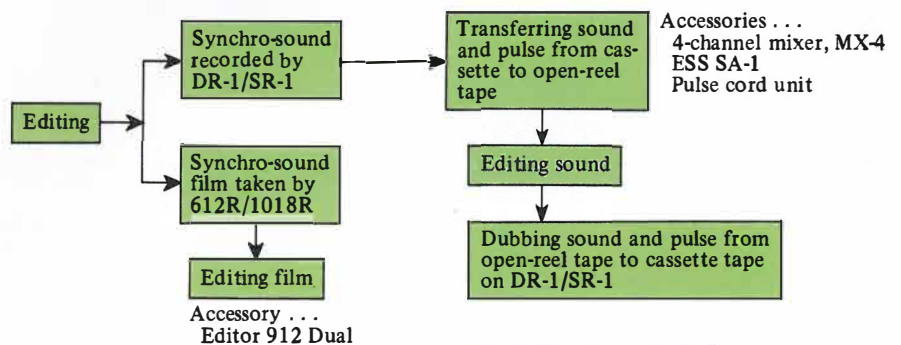 Editing
Synchro-sound
recorded by
DR-1/SR-1
Synchro-sound
film taken by
612R/1018R
Editing film
Accessory . . .
Editor 912 Dual
Transferring sound
and pulse from cas-
sette to open-reel
tape
Accessories . . .
4-channel mixer, MX-4
ESS SA-1
Pulse cord unit
Editing sound
Dubbing sound and pulse from
open-reel tape to cassette tape
on DR-1/SR-1